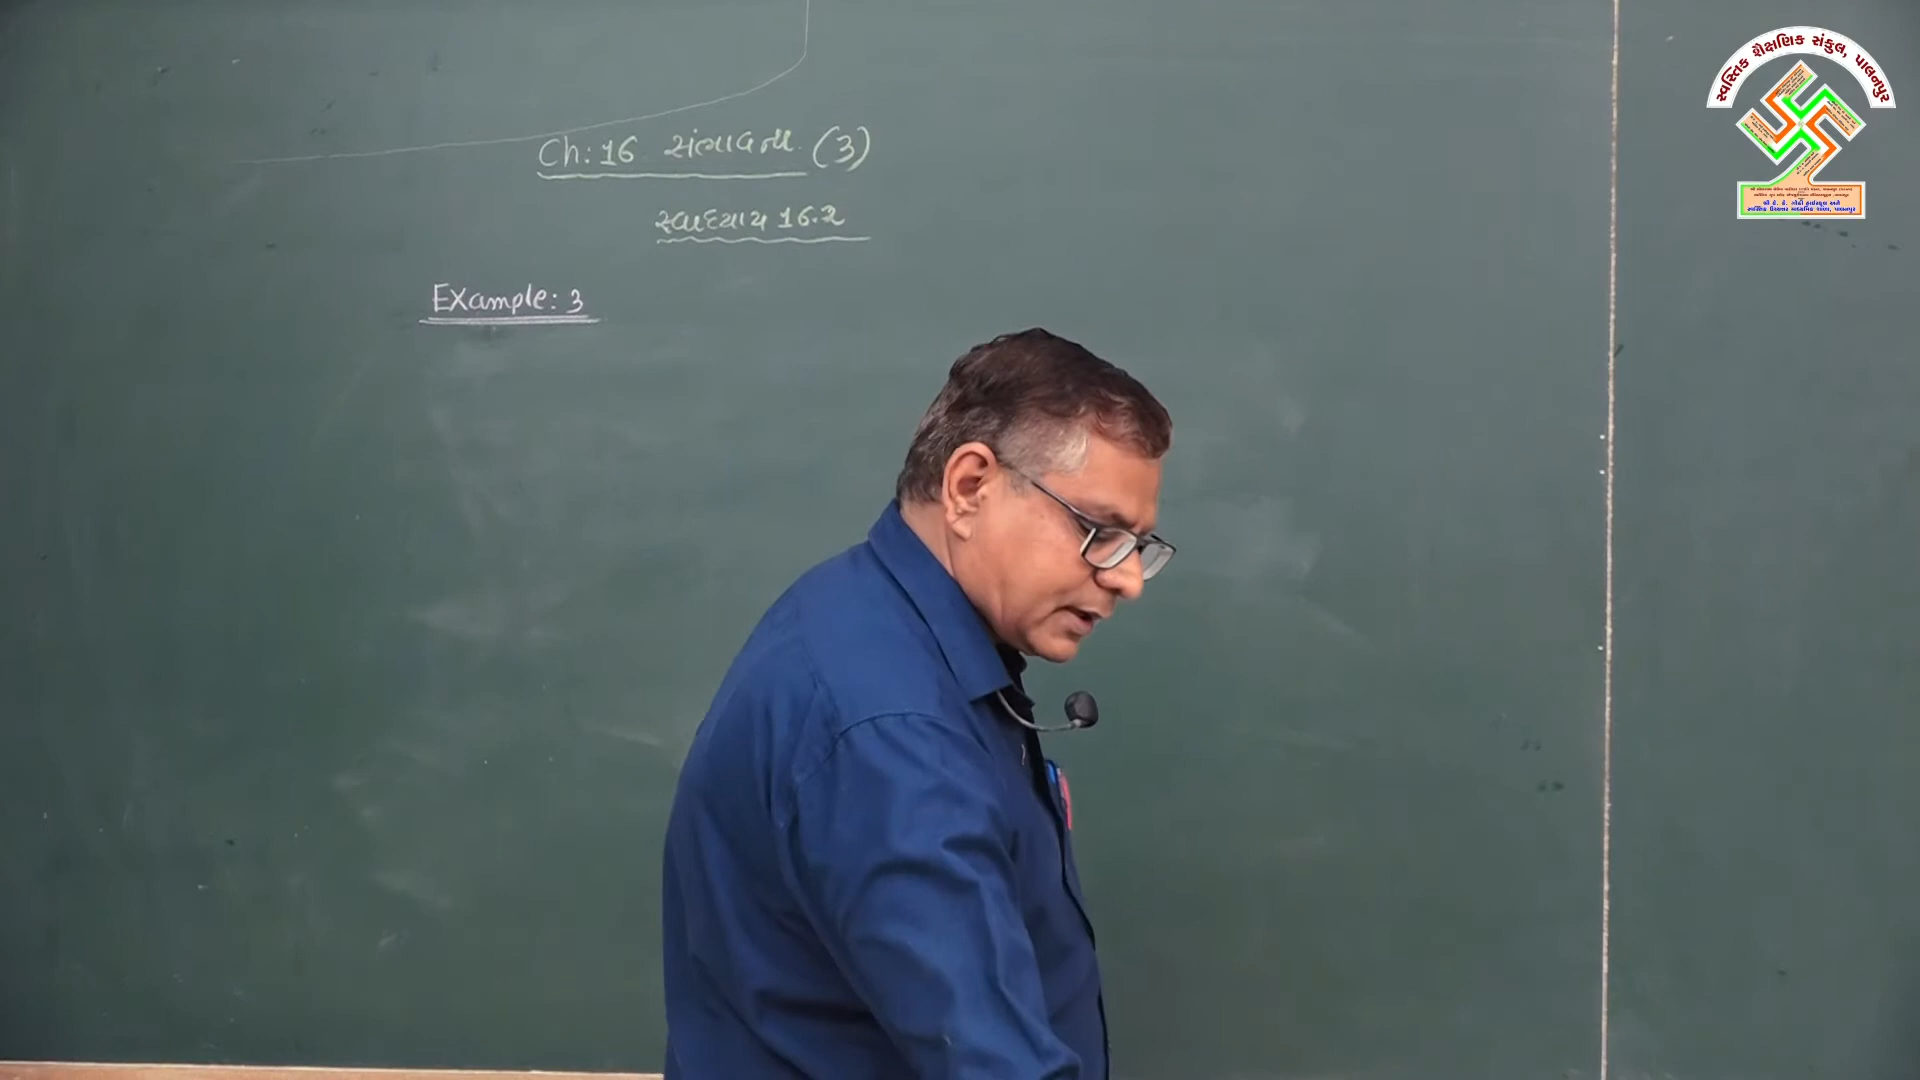 Ch: 16 સંભાવના (3)
સ્વાધ્યાય 16.2
Example: 3
સ્વસ્તિક શૈક્ષણિક સંકુલ, પાલનપુર